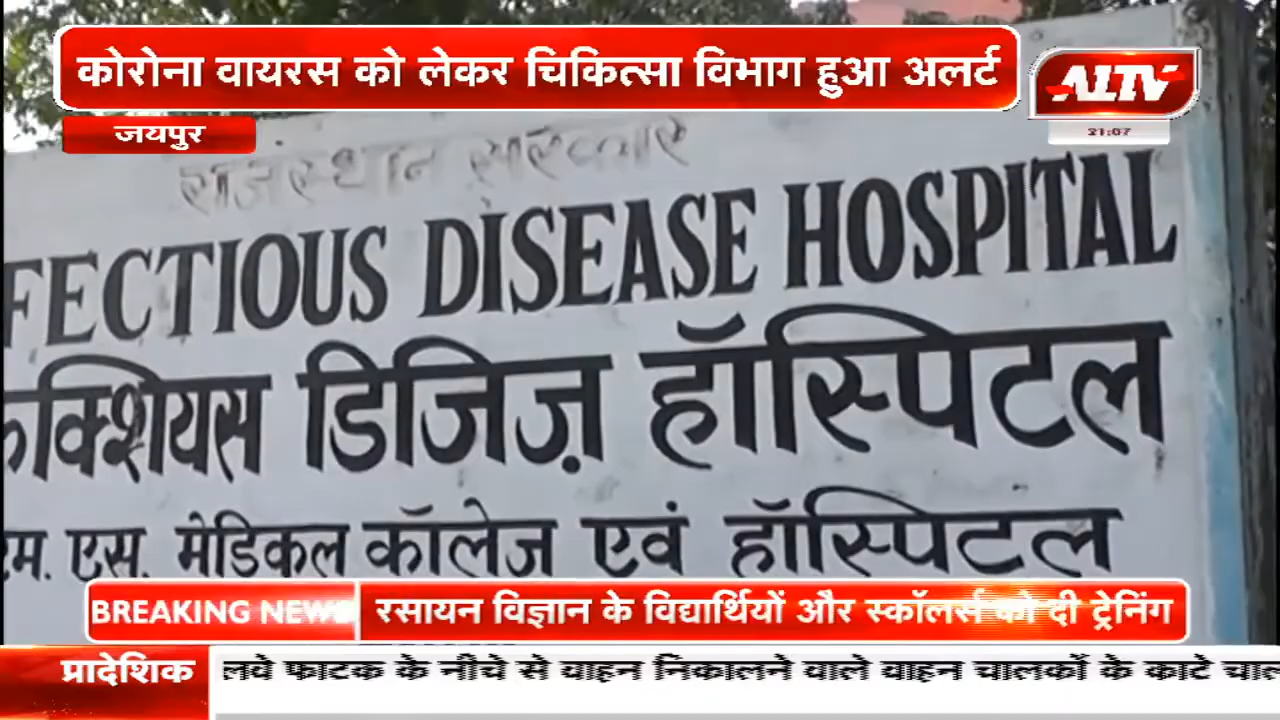 कोरोना वायरस को लेकर चिकित्सा विभाग हुआ अलर्ट
ALTV
21:07
जयपुर
राजस्थान सरकार
FECTIOUS DISEASE HOSPITAL
क्शियस डिजिज़ हॉस्पिटल
एस. मेडिकल कॉलेज एवं हॉस्पिटल
BREAKING NEWS
रसायन विज्ञान के विद्यार्थियों और स्कॉलर्स को दी ट्रेनिंग
प्रादेशिक
लवे फाटक के नीचे से वाहन निकालने वाले वाहन चालकों के काटे चाल